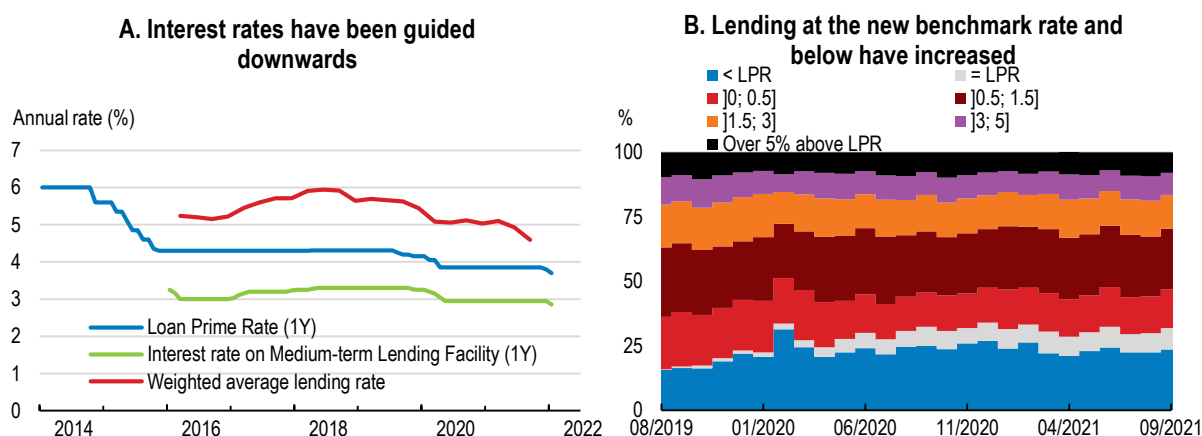 A. Interest rates have been guided
downwards
Annual rate (%)
7
6
5
4
3
2
1
0
Loan Prime Rate (1Y)
Interest rate on Medium-term Lending Facility (1Y)
Weighted average lending rate
2014 2016 2018 2020 2022
B. Lending at the new benchmark rate and
below have increased
< LPR = LPR
]0; 0.5] ]0.5; 1.5]
]1.5; 3] ]3; 5]
Over 5% above LPR
%
100
75
50
25
0
08/2019 01/2020 06/2020 11/2020 04/2021 09/2021